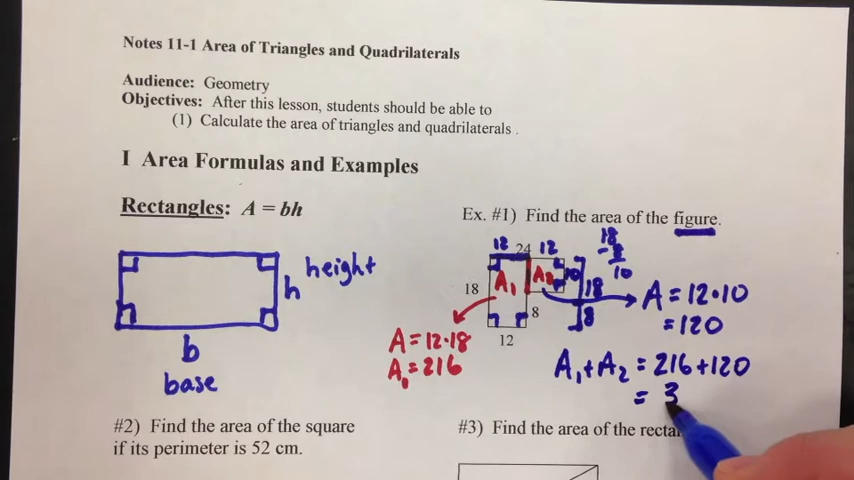 Notes 11-1 Area of Triangles and Quadrilaterals
Audience: Geometry
Objectives: After this lesson, students should be able to
(1) Calculate the area of triangles and quadrilaterals .
I Area Formulas and Examples
Rectangles: A = bh
h height
b
base
Ex. #1) Find the area of the figure.
18
- 8
10
12 24 12
18 A₁ A₂ 10 18
8 8
12
A = 12·18
A₁ = 216
A = 12·10
= 120
A₁ + A₂ = 216 + 120
= 3
#2) Find the area of the square
if its perimeter is 52 cm.
#3) Find the area of the